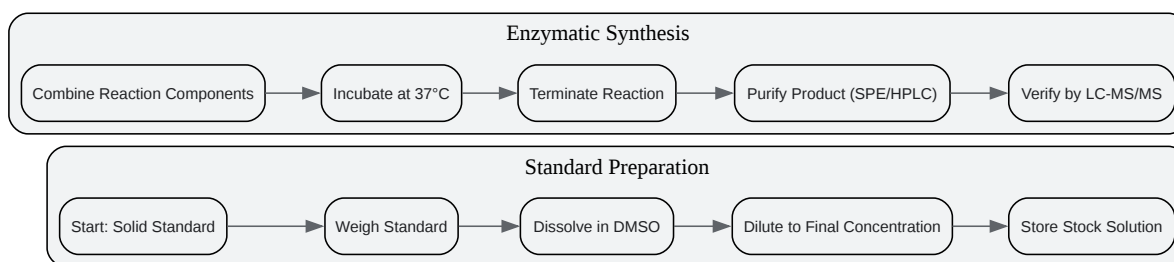 Enzymatic Synthesis
Combine Reaction Components
Incubate at 37°C
Terminate Reaction
Purify Product (SPE/HPLC)
Verify by LC-MS/MS
Standard Preparation
Start: Solid Standard
Weigh Standard
Dissolve in DMSO
Dilute to Final Concentration
Store Stock Solution